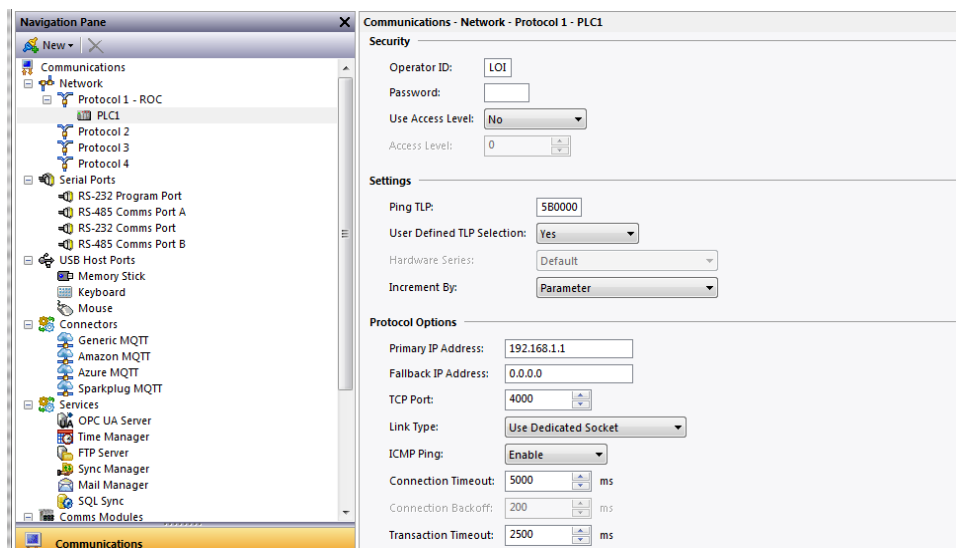 Navigation Pane
New
Communications
Network
Protocol 1 - ROC
PLC1
Protocol 2
Protocol 3
Protocol 4
Serial Ports
RS-232 Program Port
RS-485 Comms Port A
RS-232 Comms Port
RS-485 Comms Port B
USB Host Ports
Memory Stick
Keyboard
Mouse
Connectors
Generic MQTT
Amazon MQTT
Azure MQTT
Sparkplug MQTT
Services
OPC UA Server
Time Manager
FTP Server
Sync Manager
Mail Manager
SQL Sync
Comms Modules
Communications
Communications - Network - Protocol 1 - PLC1
Security
Operator ID: LOI
Password:
Use Access Level: No
Access Level: 0
Settings
Ping TLP: 5B0000
User Defined TLP Selection: Yes
Hardware Series: Default
Increment By: Parameter
Protocol Options
Primary IP Address: 192.168.1.1
Fallback IP Address: 0.0.0.0
TCP Port: 4000
Link Type: Use Dedicated Socket
ICMP Ping: Enable
Connection Timeout: 5000 ms
Connection Backoff: 200 ms
Transaction Timeout: 2500 ms